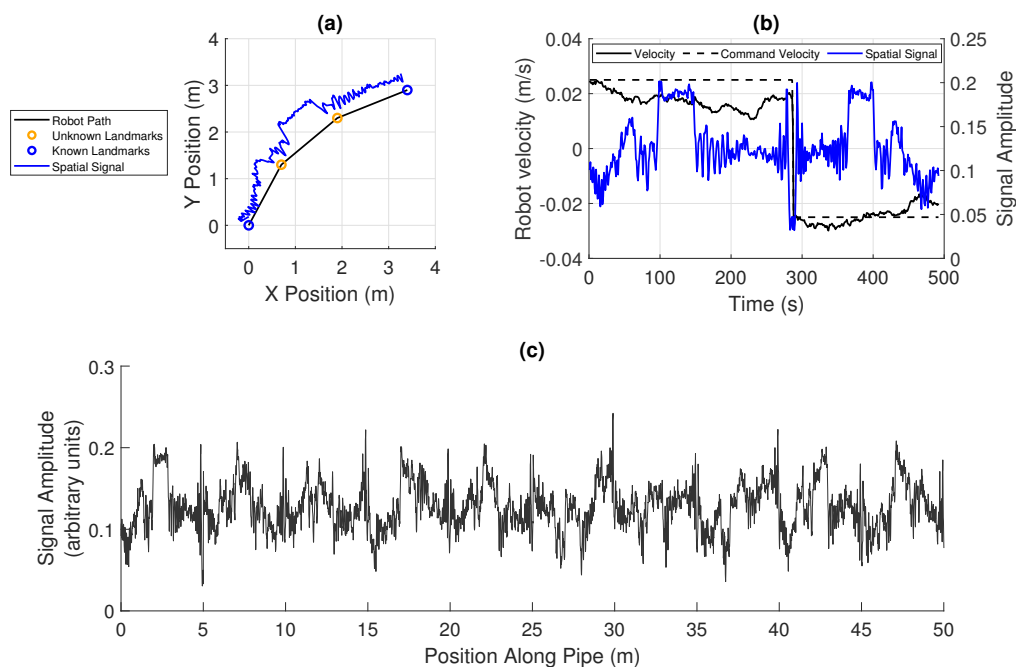 (a)
4
3
2
1
0
Y Position (m)
0 1 2 3 4
X Position (m)
Robot Path
Unknown Landmarks
Known Landmarks
Spatial Signal
(b)
Velocity Command Velocity Spatial Signal
0.04
0.02
0
-0.02
-0.04
Robot velocity (m/s)
0.25
0.2
0.15
0.1
0.05
0
Signal Amplitude
0 100 200 300 400 500
Time (s)
(c)
0.3
0.2
0.1
0
Signal Amplitude
(arbitrary units)
0 5 10 15 20 25 30 35 40 45 50
Position Along Pipe (m)